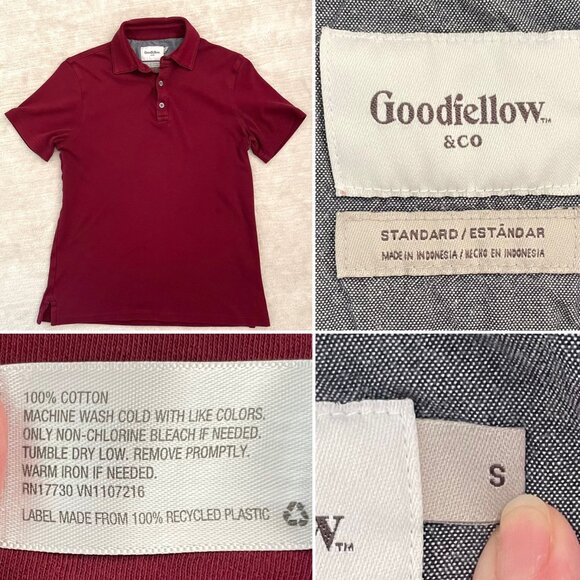 Goodfellow™
& CO
STANDARD / ESTÁNDAR
MADE IN INDONESIA / HECHO EN INDONESIA
100% COTTON
MACHINE WASH COLD WITH LIKE COLORS.
ONLY NON-CHLORINE BLEACH IF NEEDED.
TUMBLE DRY LOW. REMOVE PROMPTLY.
WARM IRON IF NEEDED.
RN17730 VN1107216
LABEL MADE FROM 100% RECYCLED PLASTIC
W™
S